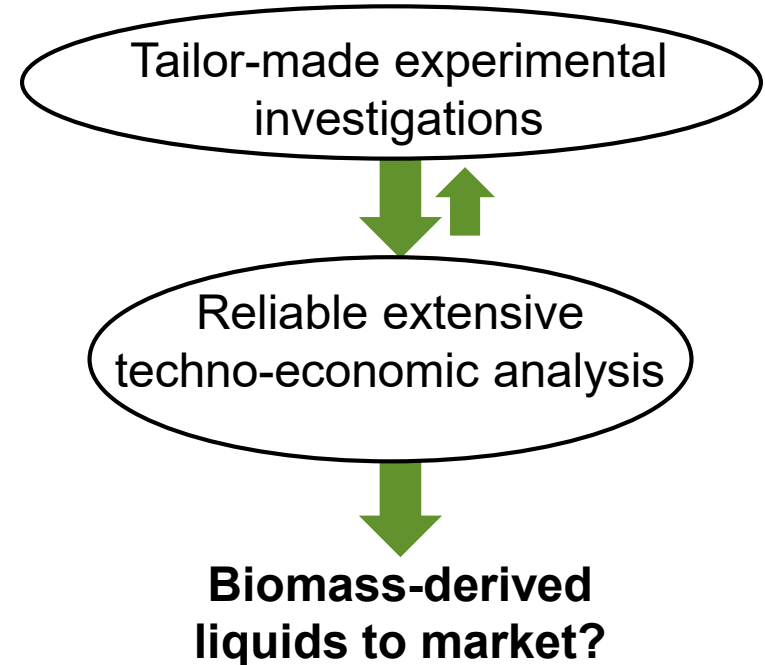 Tailor-made experimental
investigations
Reliable extensive
techno-economic analysis
Biomass-derived
liquids to market?